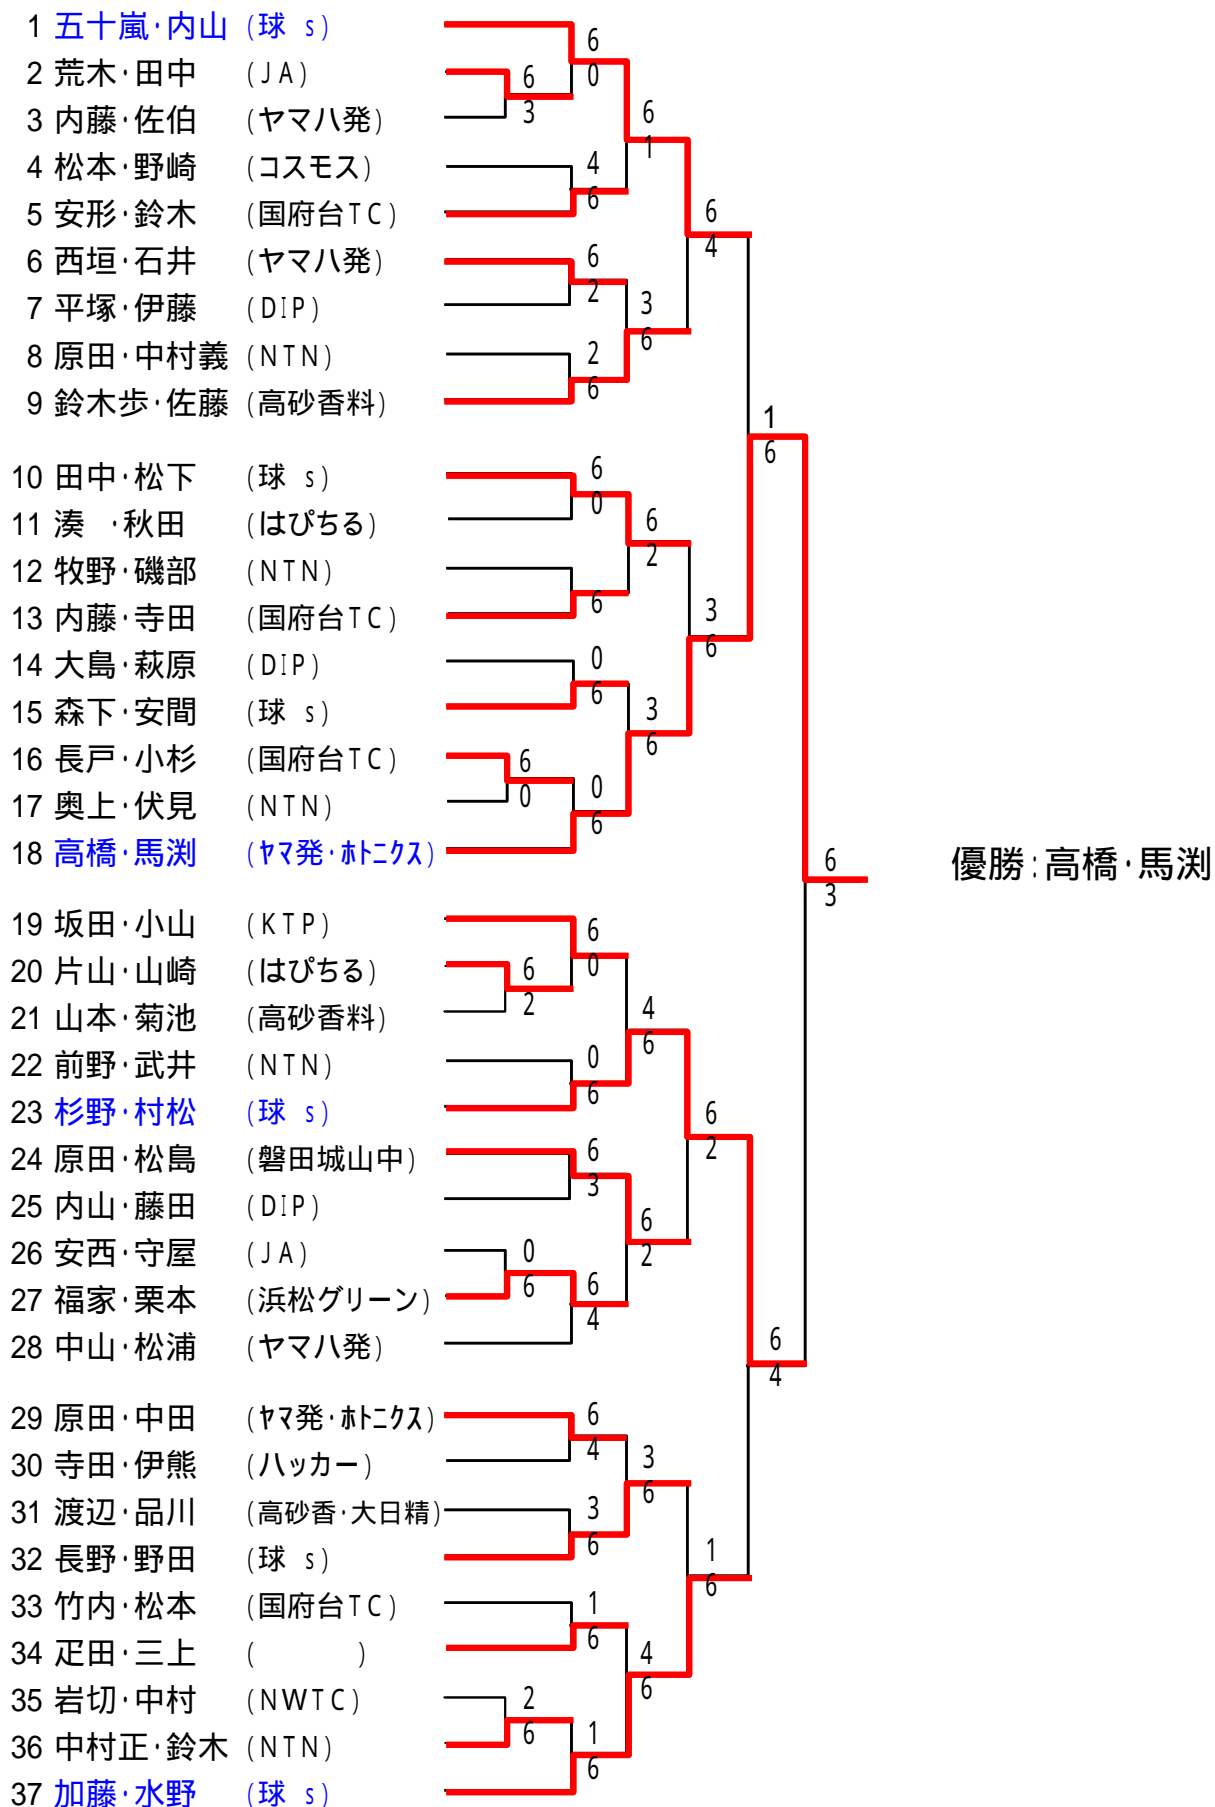 1 五十嵐・内山 (球 s)
2 荒木・田中 (JA)
3 内藤・佐伯 (ヤマハ発)
4 松本・野崎 (コスモス)
5 安形・鈴木 (国府台TC)
6 西垣・石井 (ヤマハ発)
7 平塚・伊藤 (DIP)
8 原田・中村義 (NTN)
9 鈴木歩・佐藤 (高砂香料)
10 田中・松下 (球 s)
11 湊 ・秋田 (はぴちる)
12 牧野・磯部 (NTN)
13 内藤・寺田 (国府台TC)
14 大島・萩原 (DIP)
15 森下・安間 (球 s)
16 長戸・小杉 (国府台TC)
17 奥上・伏見 (NTN)
18 高橋・馬渕 (ヤマ発・ホトニクス)
19 坂田・小山 (KTP)
20 片山・山崎 (はぴちる)
21 山本・菊池 (高砂香料)
22 前野・武井 (NTN)
23 杉野・村松 (球 s)
24 原田・松島 (磐田城山中)
25 内山・藤田 (DIP)
26 安西・守屋 (JA)
27 福家・栗本 (浜松グリーン)
28 中山・松浦 (ヤマハ発)
29 原田・中田 (ヤマ発・ホトニクス)
30 寺田・伊熊 (ハッカー)
31 渡辺・品川 (高砂香・大日精)
32 長野・野田 (球 s)
33 竹内・松本 (国府台TC)
34 疋田・三上 ( )
35 岩切・中村 (NWTC)
36 中村正・鈴木 (NTN)
37 加藤・水野 (球 s)
6
3
6
2
6
0
0
6
2
6
6
0
4
6
6
2
2
6
6
0
6
0
6
0
6
6
0
0
6
6
3
6
4
6
4
3
6
1
6
1
6
6
1
3
6
6
2
3
6
4
6
6
2
3
6
4
6
6
4
3
6
6
2
1
6
1
6
6
4
6
3
優勝:高橋・馬渕